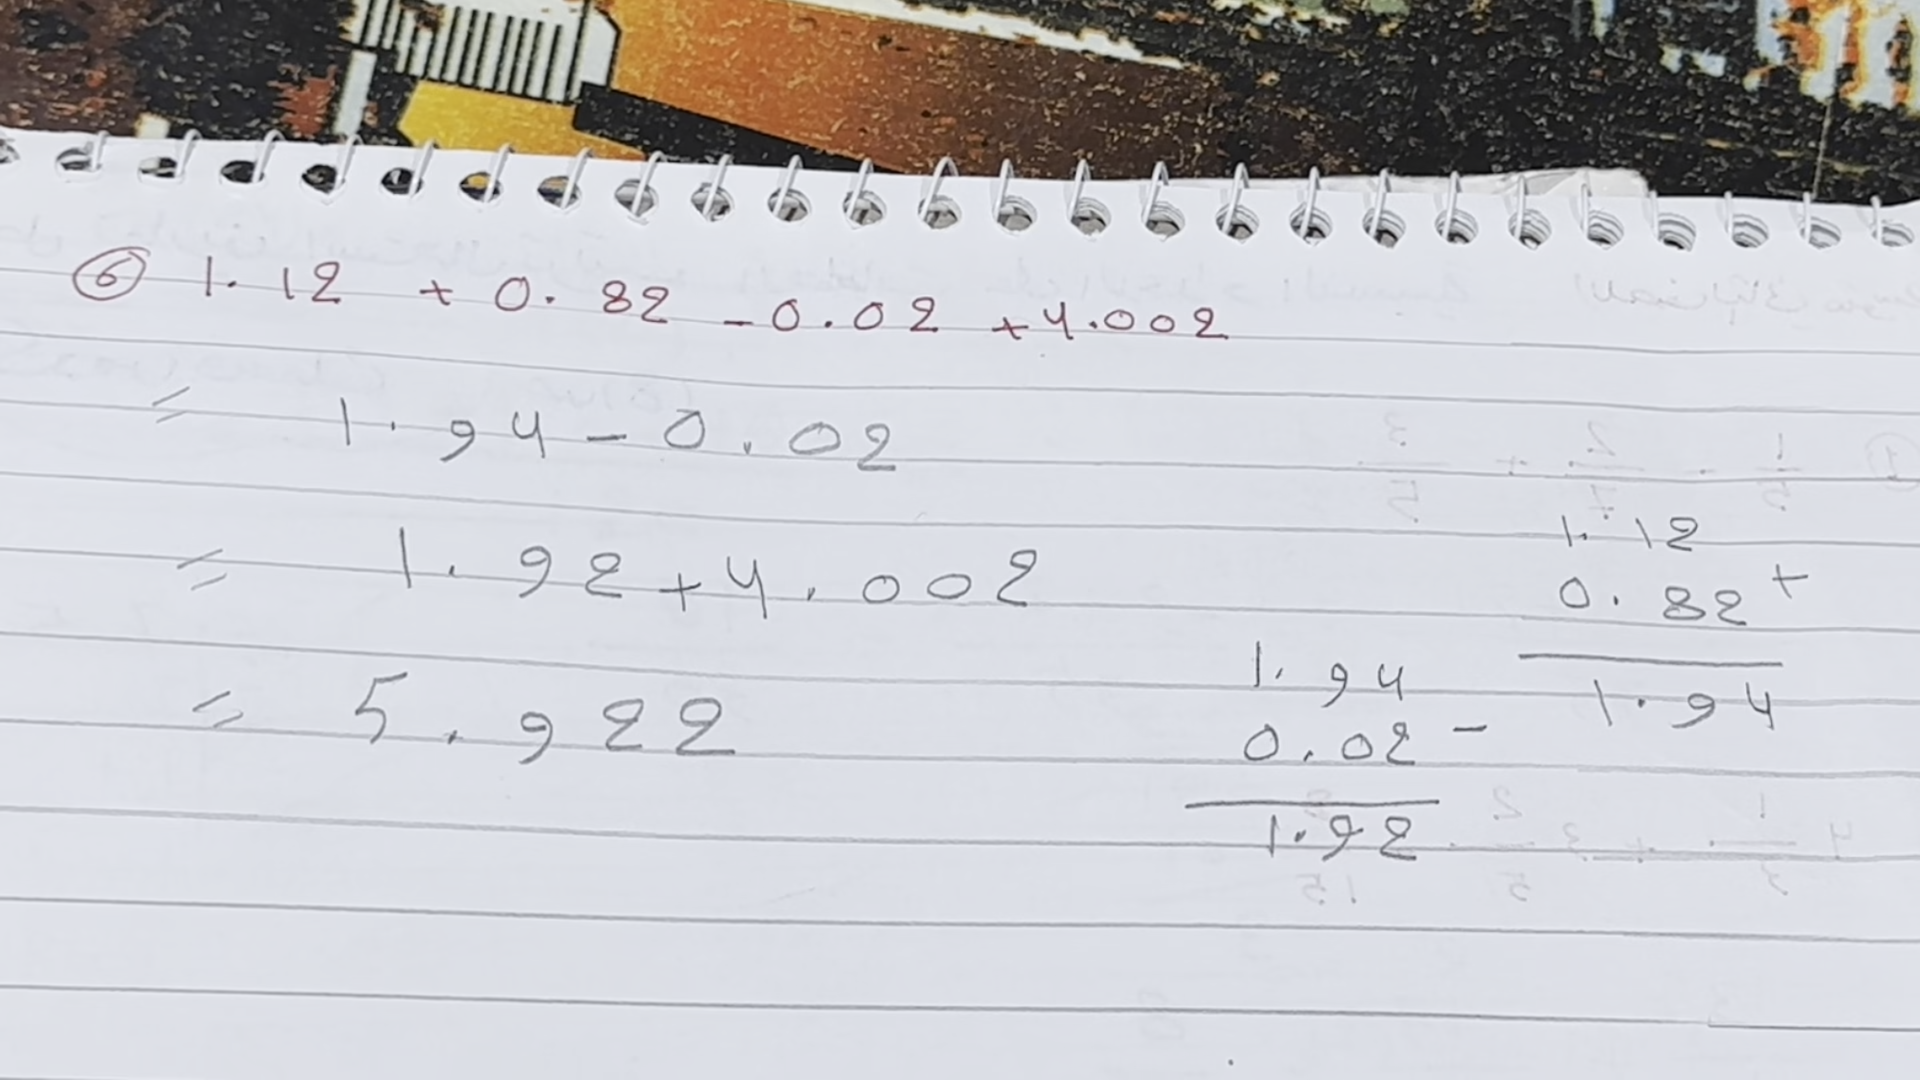 6 1.12 + 0.82 - 0.02 + 4.002
= 1.94 - 0.02
= 1.92 + 4.002
= 5.922
1.12
0.82 +
1.94
1.94
0.02 -
1.92